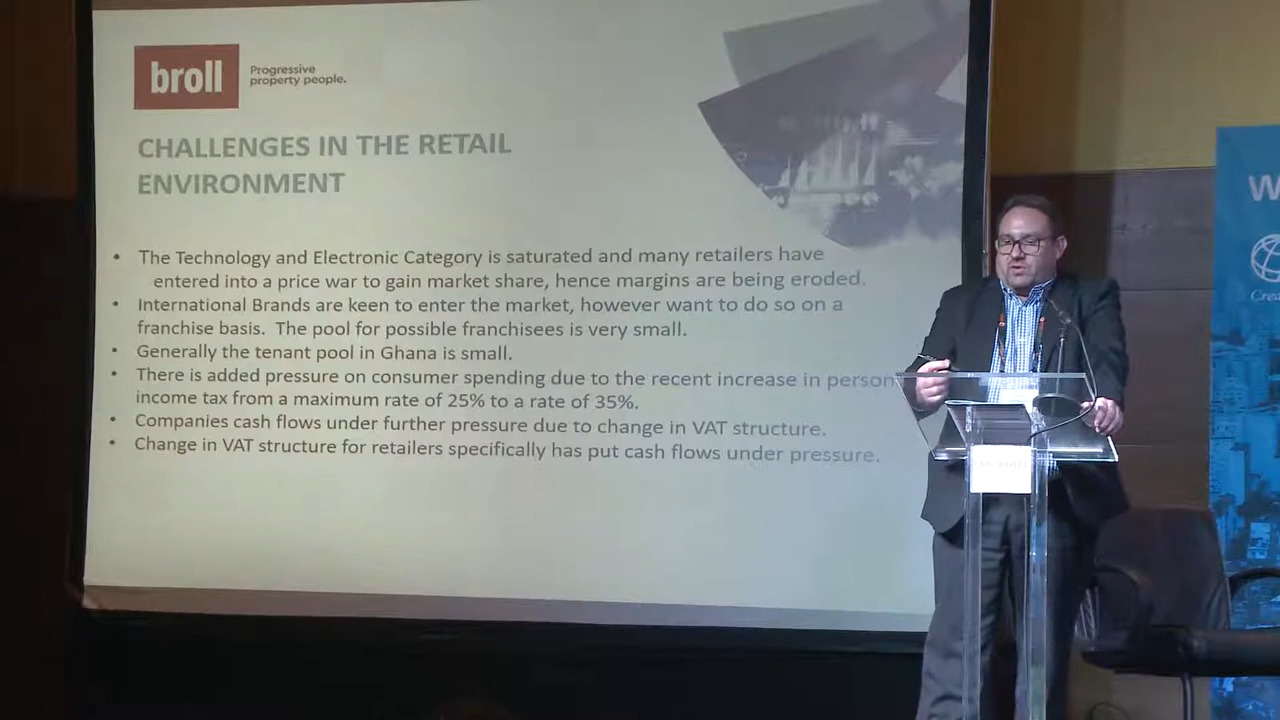 broll
Progressive
property people.
CHALLENGES IN THE RETAIL
ENVIRONMENT
• The Technology and Electronic Category is saturated and many retailers have
entered into a price war to gain market share, hence margins are being eroded.
• International Brands are keen to enter the market, however want to do so on a
franchise basis. The pool for possible franchisees is very small.
• Generally the tenant pool in Ghana is small.
• There is added pressure on consumer spending due to the recent increase in person
income tax from a maximum rate of 25% to a rate of 35%.
• Companies cash flows under further pressure due to change in VAT structure.
• Change in VAT structure for retailers specifically has put cash flows under pressure.
W
Crea